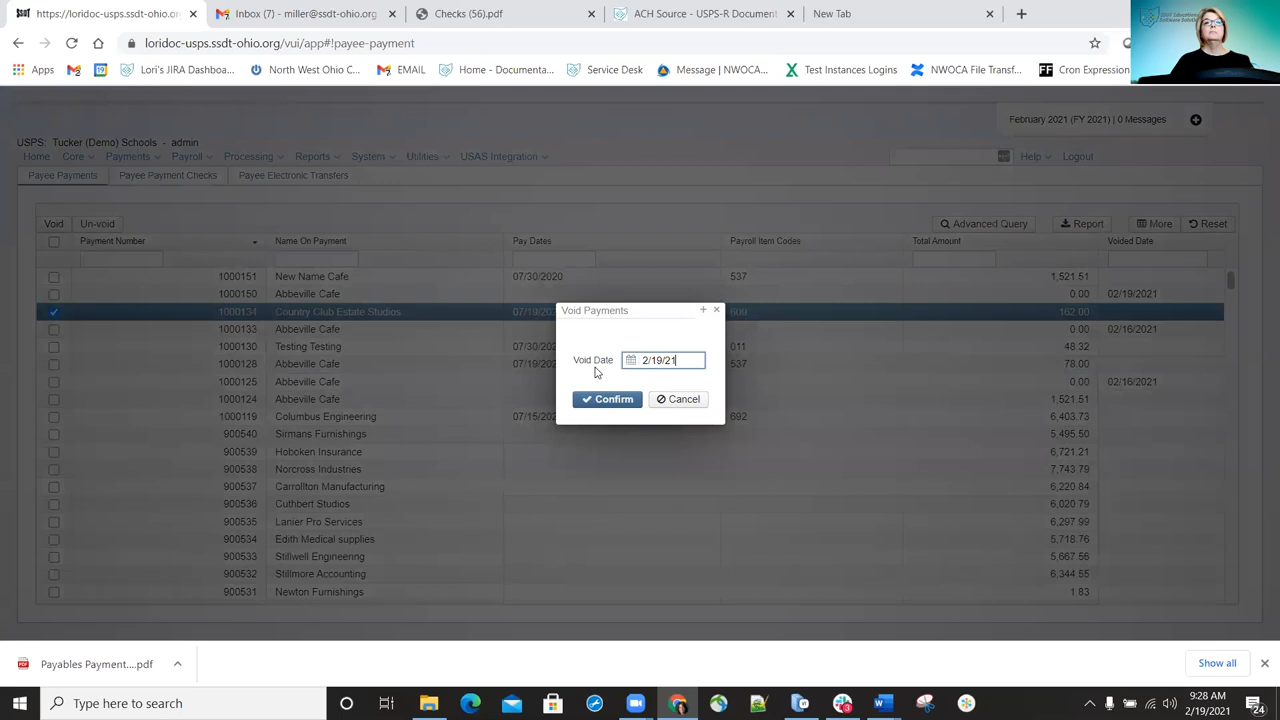 https://loridoc-usps.ssdt-ohio.org/ Inbox (7) - miller@ssdt-ohio.org Checks (56).pdf ACH Source - USPS-R Document New Tab
loridoc-usps.ssdt-ohio.org/vui/app#!payee-payment
Apps Lori's JIRA Dashboa... North West Ohio C... EMAIL Home - Documenta... Service Desk Message | NWOCA... Test Instances Logins NWOCA File Transf... Cron Expression
February 2021 (FY 2021) | 0 Messages
USPS: Tucker (Demo) Schools - admin
Home Core Payments Payroll Processing Reports System Utilities USAS Integration Help Logout
Payee Payments Payee Payment Checks Payee Electronic Transfers
Void Un-void Advanced Query Report More Reset
Payment Number Name On Payment Pay Dates Payroll Item Codes Total Amount Voided Date
1000151 New Name Cafe 07/30/2020 537 1,521.51
1000150 Abbeville Cafe 0.00 02/19/2021
1000134 Country Club Estate Studios 07/19/202 609 162.00
1000133 Abbeville Cafe 0.00 02/16/2021
1000130 Testing Testing 07/30/202 011 48.32
1000128 Abbeville Cafe 07/19/202 537 78.00
1000125 Abbeville Cafe 0.00 02/16/2021
1000124 Abbeville Cafe 1,521.51
1000119 Columbus Engineering 07/15/202 692 6,403.73
900540 Sirmans Furnishings 5,495.50
900539 Hoboken Insurance 6,721.21
900538 Norcross Industries 7,743.79
900537 Carrollton Manufacturing 6,220.84
900536 Cuthbert Studios 6,020.79
900535 Lanier Pro Services 6,297.99
900534 Edith Medical supplies 5,718.76
900533 Stillwell Engineering 5,667.56
900532 Stillmore Accounting 6,344.55
900531 Newton Furnishings 1.83
Void Payments
Void Date 2/19/21
Confirm Cancel
Payables Payment....pdf Show all
Type here to search
9:28 AM
2/19/2021
24